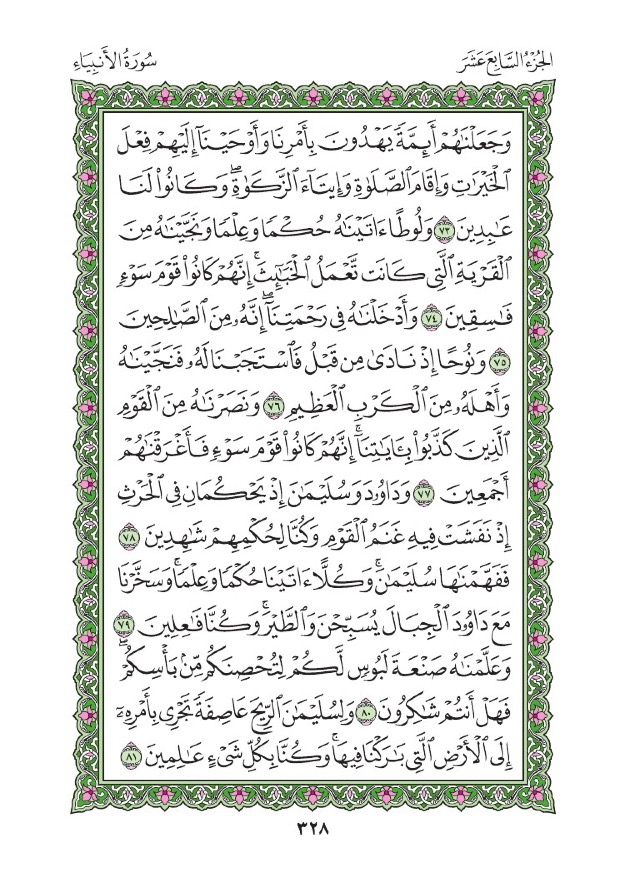 الجُزْءُ السَّابِعَ عَشَرَ
سُورَةُ الأَنبِيَاءِ
وَجَعَلْنَٰهُمْ أَئِمَّةً يَهْدُونَ بِأَمْرِنَا وَأَوْحَيْنَآ إِلَيْهِمْ فِعْلَ
ٱلْخَيْرَٰتِ وَإِقَامَ ٱلصَّلَوٰةِ وَإِيتَآءَ ٱلزَّكَوٰةِۖ وَكَانُوا۟ لَنَا
عَٰبِدِينَ ٧٣ وَلُوطًا ءَاتَيْنَٰهُ حُكْمًا وَعِلْمًا وَنَجَّيْنَٰهُ مِنَ
ٱلْقَرْيَةِ ٱلَّتِى كَانَت تَّعْمَلُ ٱلْخَبَٰٓئِثَۚ إِنَّهُمْ كَانُوا۟ قَوْمَ سَوْءٍ
فَٰسِقِينَ ٧٤ وَأَدْخَلْنَٰهُ فِى رَحْمَتِنَآۖ إِنَّهُۥ مِنَ ٱلصَّٰلِحِينَ
٧٥ وَنُوحًا إِذْ نَادَىٰ مِن قَبْلُ فَٱسْتَجَبْنَا لَهُۥ فَنَجَّيْنَٰهُ
وَأَهْلَهُۥ مِنَ ٱلْكَرْبِ ٱلْعَظِيمِ ٧٦ وَنَصَرْنَٰهُ مِنَ ٱلْقَوْمِ
ٱلَّذِينَ كَذَّبُوا۟ بِـَٔايَٰتِنَآۚ إِنَّهُمْ كَانُوا۟ قَوْمَ سَوْءٍ فَأَغْرَقْنَٰهُمْ
أَجْمَعِينَ ٧٧ وَدَاوُۥدَ وَسُلَيْمَٰنَ إِذْ يَحْكُمَانِ فِى ٱلْحَرْثِ
إِذْ نَفَشَتْ فِيهِ غَنَمُ ٱلْقَوْمِ وَكُنَّا لِحُكْمِهِمْ شَٰهِدِينَ ٧٨
فَفَهَّمْنَٰهَا سُلَيْمَٰنَۚ وَكُلًّا ءَاتَيْنَا حُكْمًا وَعِلْمًاۚ وَسَخَّرْنَا
مَعَ دَاوُۥدَ ٱلْجِبَالَ يُسَبِّحْنَ وَٱلطَّيْرَۚ وَكُنَّا فَٰعِلِينَ ٧٩
وَعَلَّمْنَٰهُ صَنْعَةَ لَبُوسٍ لَّكُمْ لِتُحْصِنَكُم مِّنۢ بَأْسِكُمْۖ
فَهَلْ أَنتُمْ شَٰكِرُونَ ٨٠ وَلِسُلَيْمَٰنَ ٱلرِّيحَ عَاصِفَةً تَجْرِى بِأَمْرِهِۦٓ
إِلَى ٱلْأَرْضِ ٱلَّتِى بَٰرَكْنَا فِيهَاۚ وَكُنَّا بِكُلِّ شَىْءٍ عَٰلِمِينَ ٨١
٣٢٨